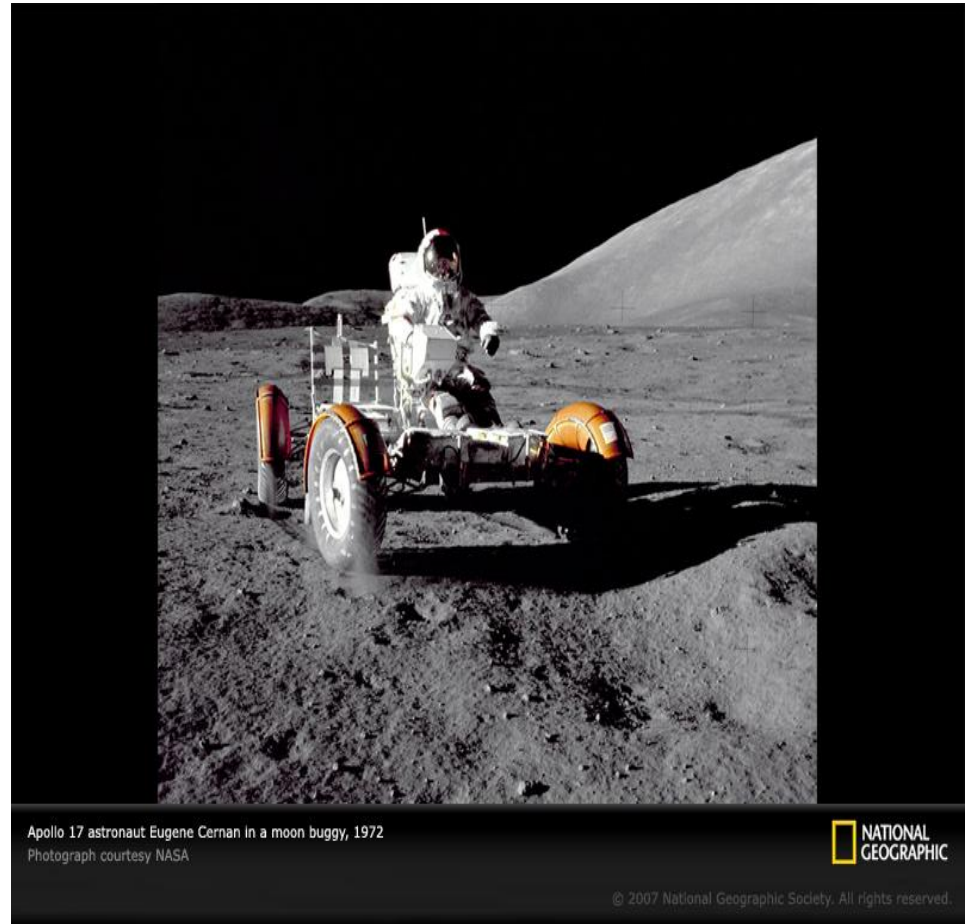 Apollo 17 astronaut Eugene Cernan in a moon buggy, 1972
Photograph courtesy NASA
NATIONAL
GEOGRAPHIC
© 2007 National Geographic Society. All rights reserved.